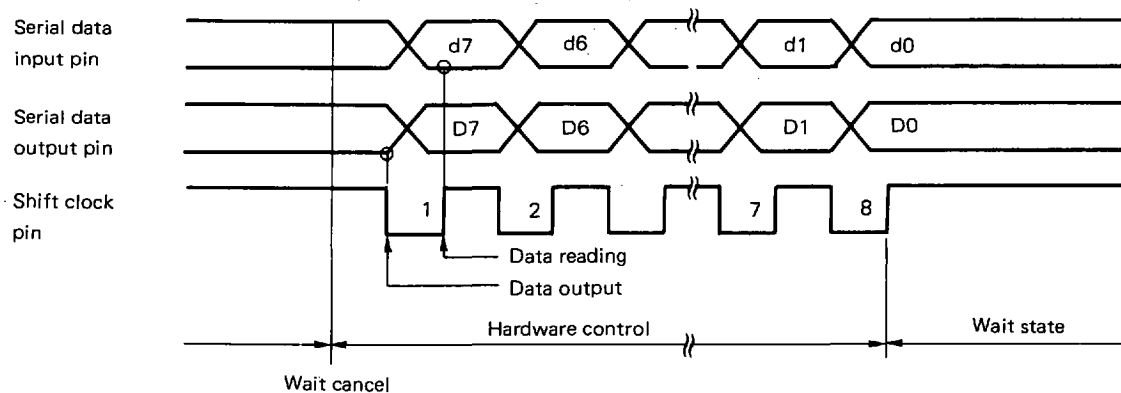 Serial data
input pin
d7 d6 d1 d0
Serial data
output pin
D7 D6 D1 D0
Shift clock
pin
1 2 7 8
Data reading
Data output
Hardware control
Wait state
Wait cancel